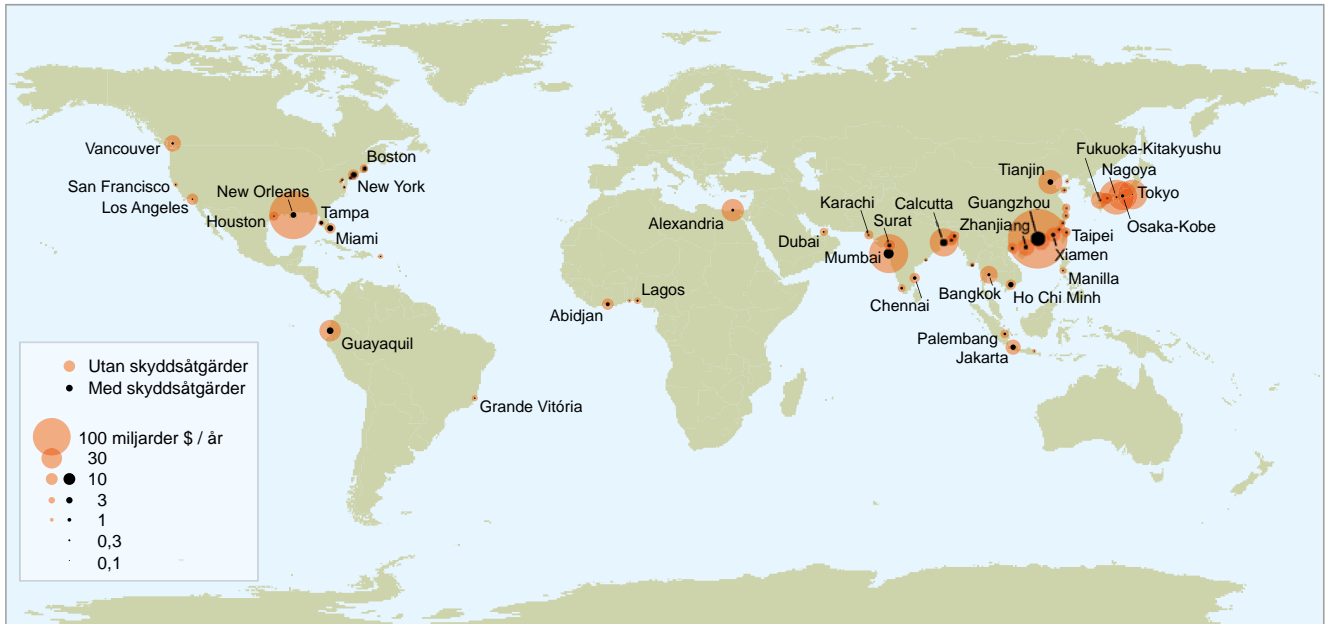 Vancouver
San Francisco
Los Angeles
New Orleans
Houston
Boston
New York
Tampa
Miami
Guayaquil
Grande Vitória
Abidjan
Lagos
Alexandria
Dubai
Karachi
Surat
Mumbai
Calcutta
Chennai
Tianjin
Guangzhou
Zhanjiang
Fukuoka-Kitakyushu
Nagoya
Tokyo
Osaka-Kobe
Taipei
Xiamen
Manilla
Bangkok
Ho Chi Minh
Palembang
Jakarta
Utan skyddsåtgärder
Med skyddsåtgärder
100 miljarder $ / år
30
10
3
1
0,3
0,1